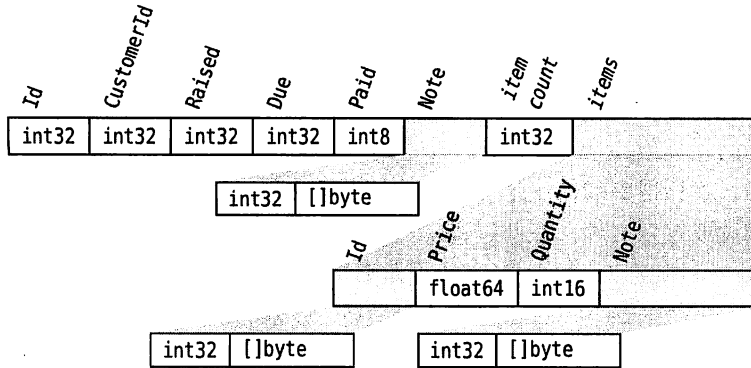 Id CustomerId Raised Due Paid Note item count items
int32 int32 int32 int32 int8 int32
int32 []byte
Id Price Quantity Note
float64 int16
int32 []byte int32 []byte